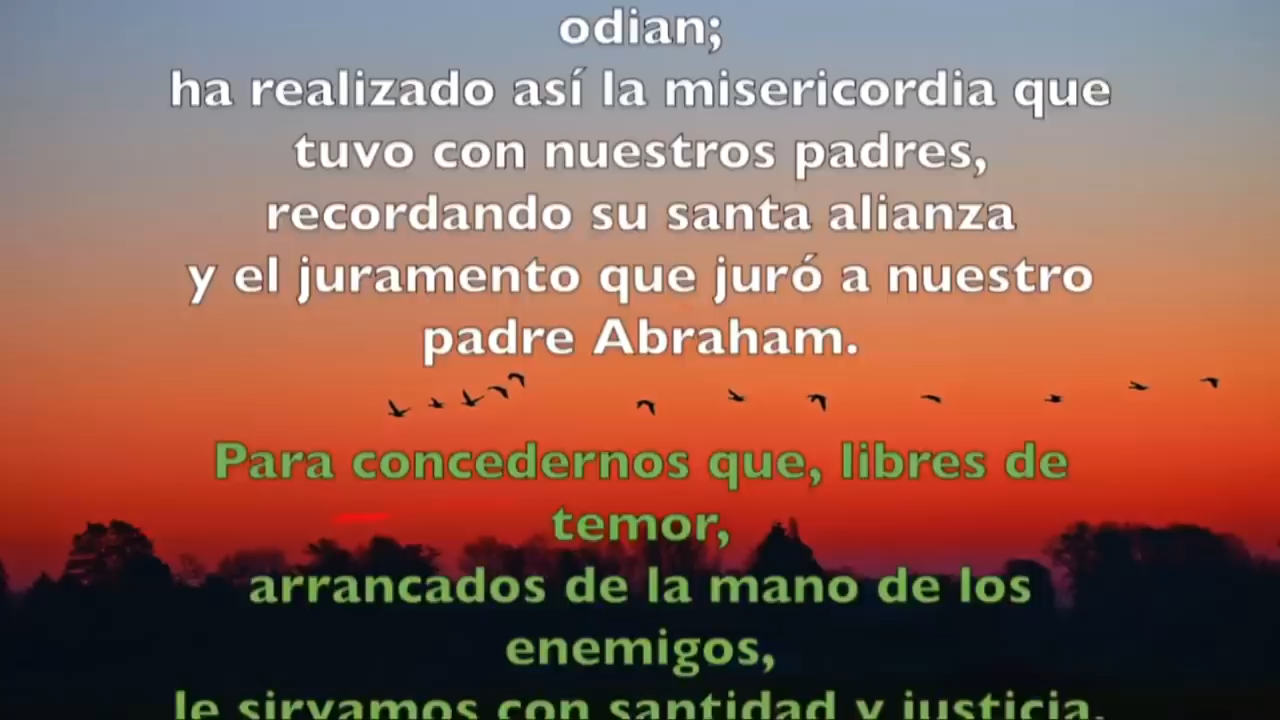 odian;
ha realizado así la misericordia que
tuvo con nuestros padres,
recordando su santa alianza
y el juramento que juró a nuestro
padre Abraham.
Para concedernos que, libres de
temor,
arrancados de la mano de los
enemigos,
le sirvamos con santidad y justicia,